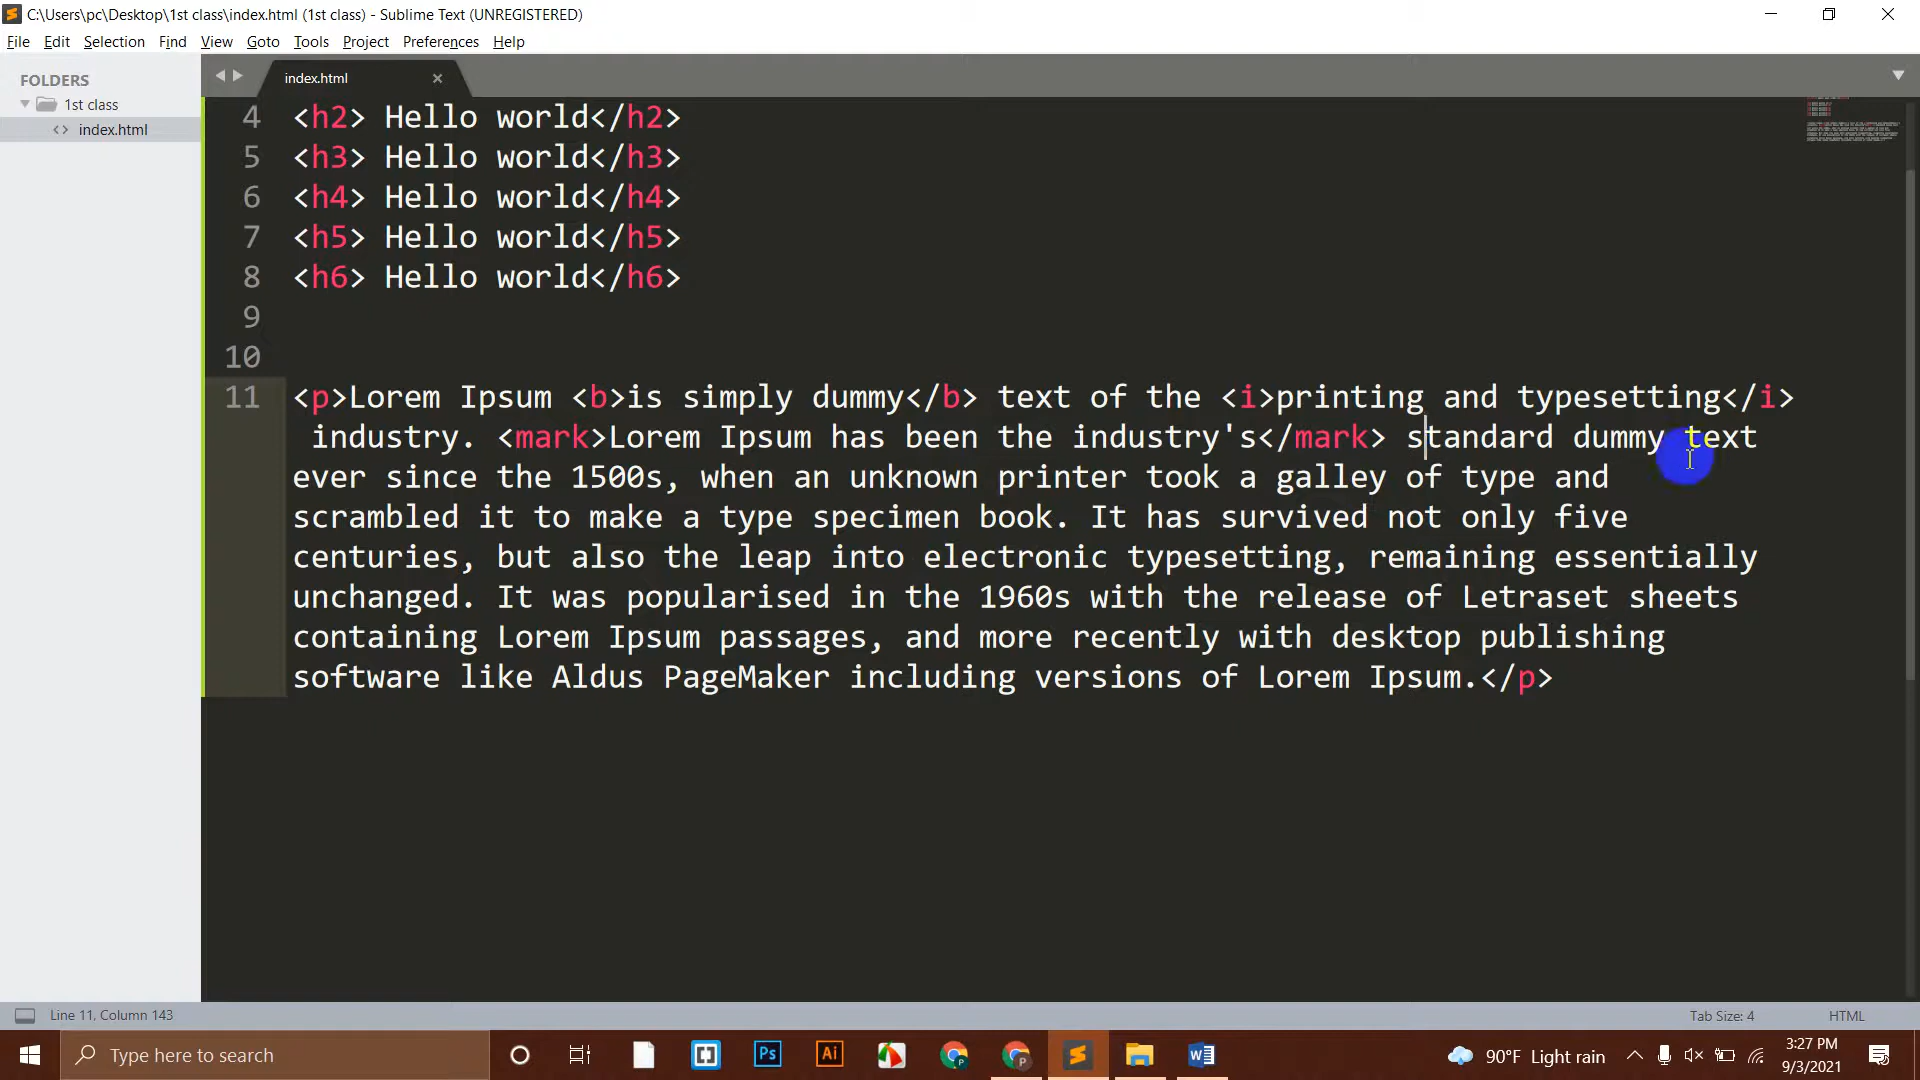 C:\Users\pc\Desktop\1st class\index.html (1st class) - Sublime Text (UNREGISTERED)
File Edit Selection Find View Goto Tools Project Preferences Help
FOLDERS
1st class
index.html
index.html
4 <h2> Hello world</h2>
5 <h3> Hello world</h3>
6 <h4> Hello world</h4>
7 <h5> Hello world</h5>
8 <h6> Hello world</h6>
9
10
11 <p>Lorem Ipsum <b>is simply dummy</b> text of the <i>printing and typesetting</i>
industry. <mark>Lorem Ipsum has been the industry's</mark> standard dummy text
ever since the 1500s, when an unknown printer took a galley of type and
scrambled it to make a type specimen book. It has survived not only five
centuries, but also the leap into electronic typesetting, remaining essentially
unchanged. It was popularised in the 1960s with the release of Letraset sheets
containing Lorem Ipsum passages, and more recently with desktop publishing
software like Aldus PageMaker including versions of Lorem Ipsum.</p>
Line 11, Column 143
Tab Size: 4 HTML
Type here to search
Ps
Ai
90°F Light rain
3:27 PM
9/3/2021